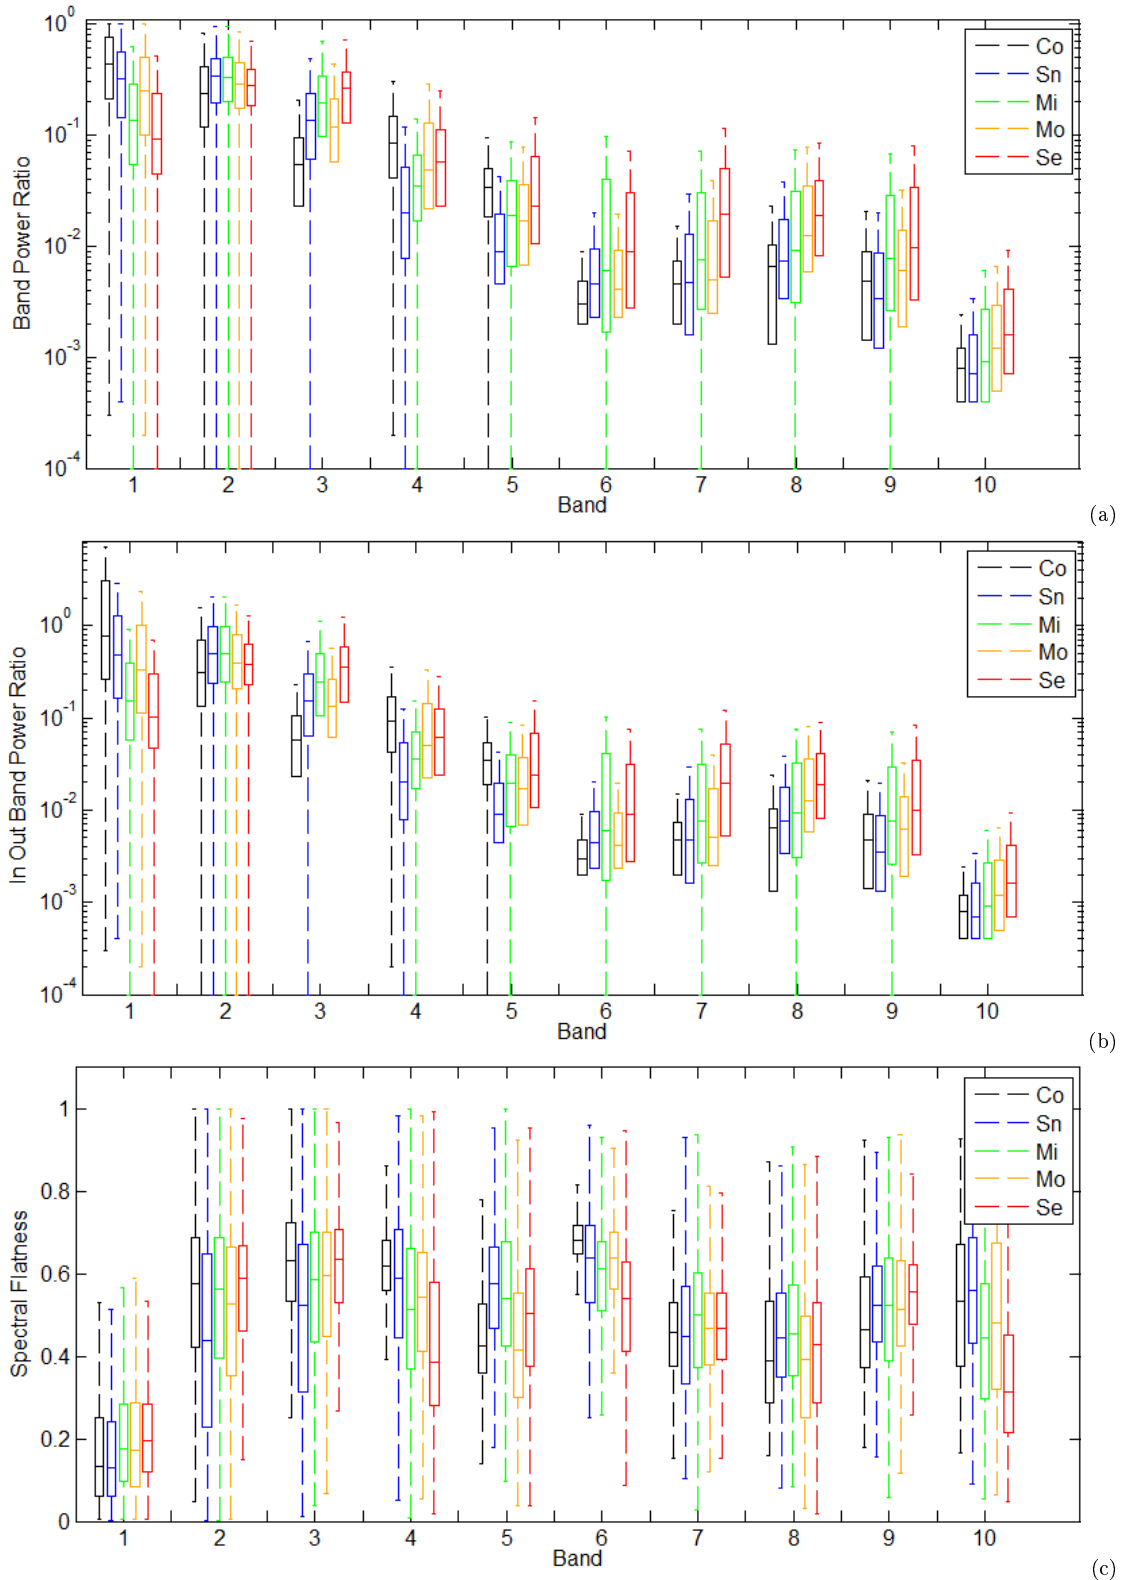 10^0
10^-1
10^-2
10^-3
10^-4
Band Power Ratio
Co
Sn
Mi
Mo
Se
1 2 3 4 5 6 7 8 9 10
Band
(a)
10^0
10^-1
10^-2
10^-3
10^-4
In Out Band Power Ratio
Co
Sn
Mi
Mo
Se
1 2 3 4 5 6 7 8 9 10
Band
(b)
1
0.8
0.6
0.4
0.2
0
Spectral Flatness
Co
Sn
Mi
Mo
Se
1 2 3 4 5 6 7 8 9 10
Band
(c)